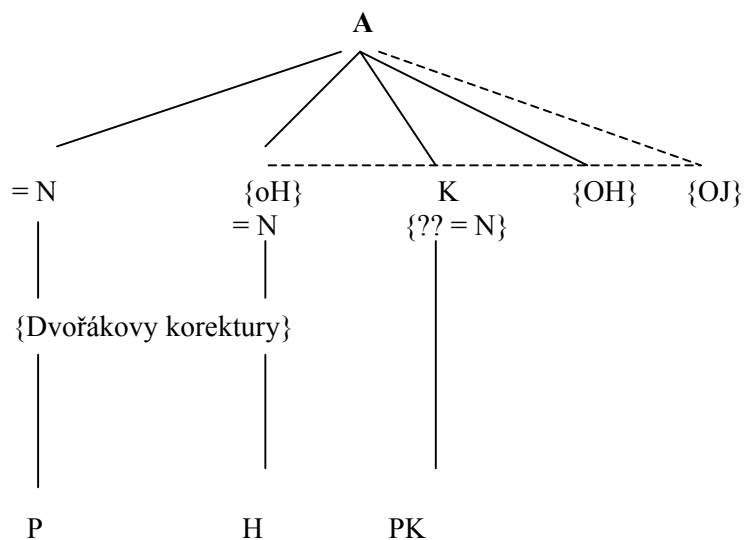 A
= N {oH} K {OH} {OJ}
= N {?? = N}
{Dvořákovy korektury}
P H PK